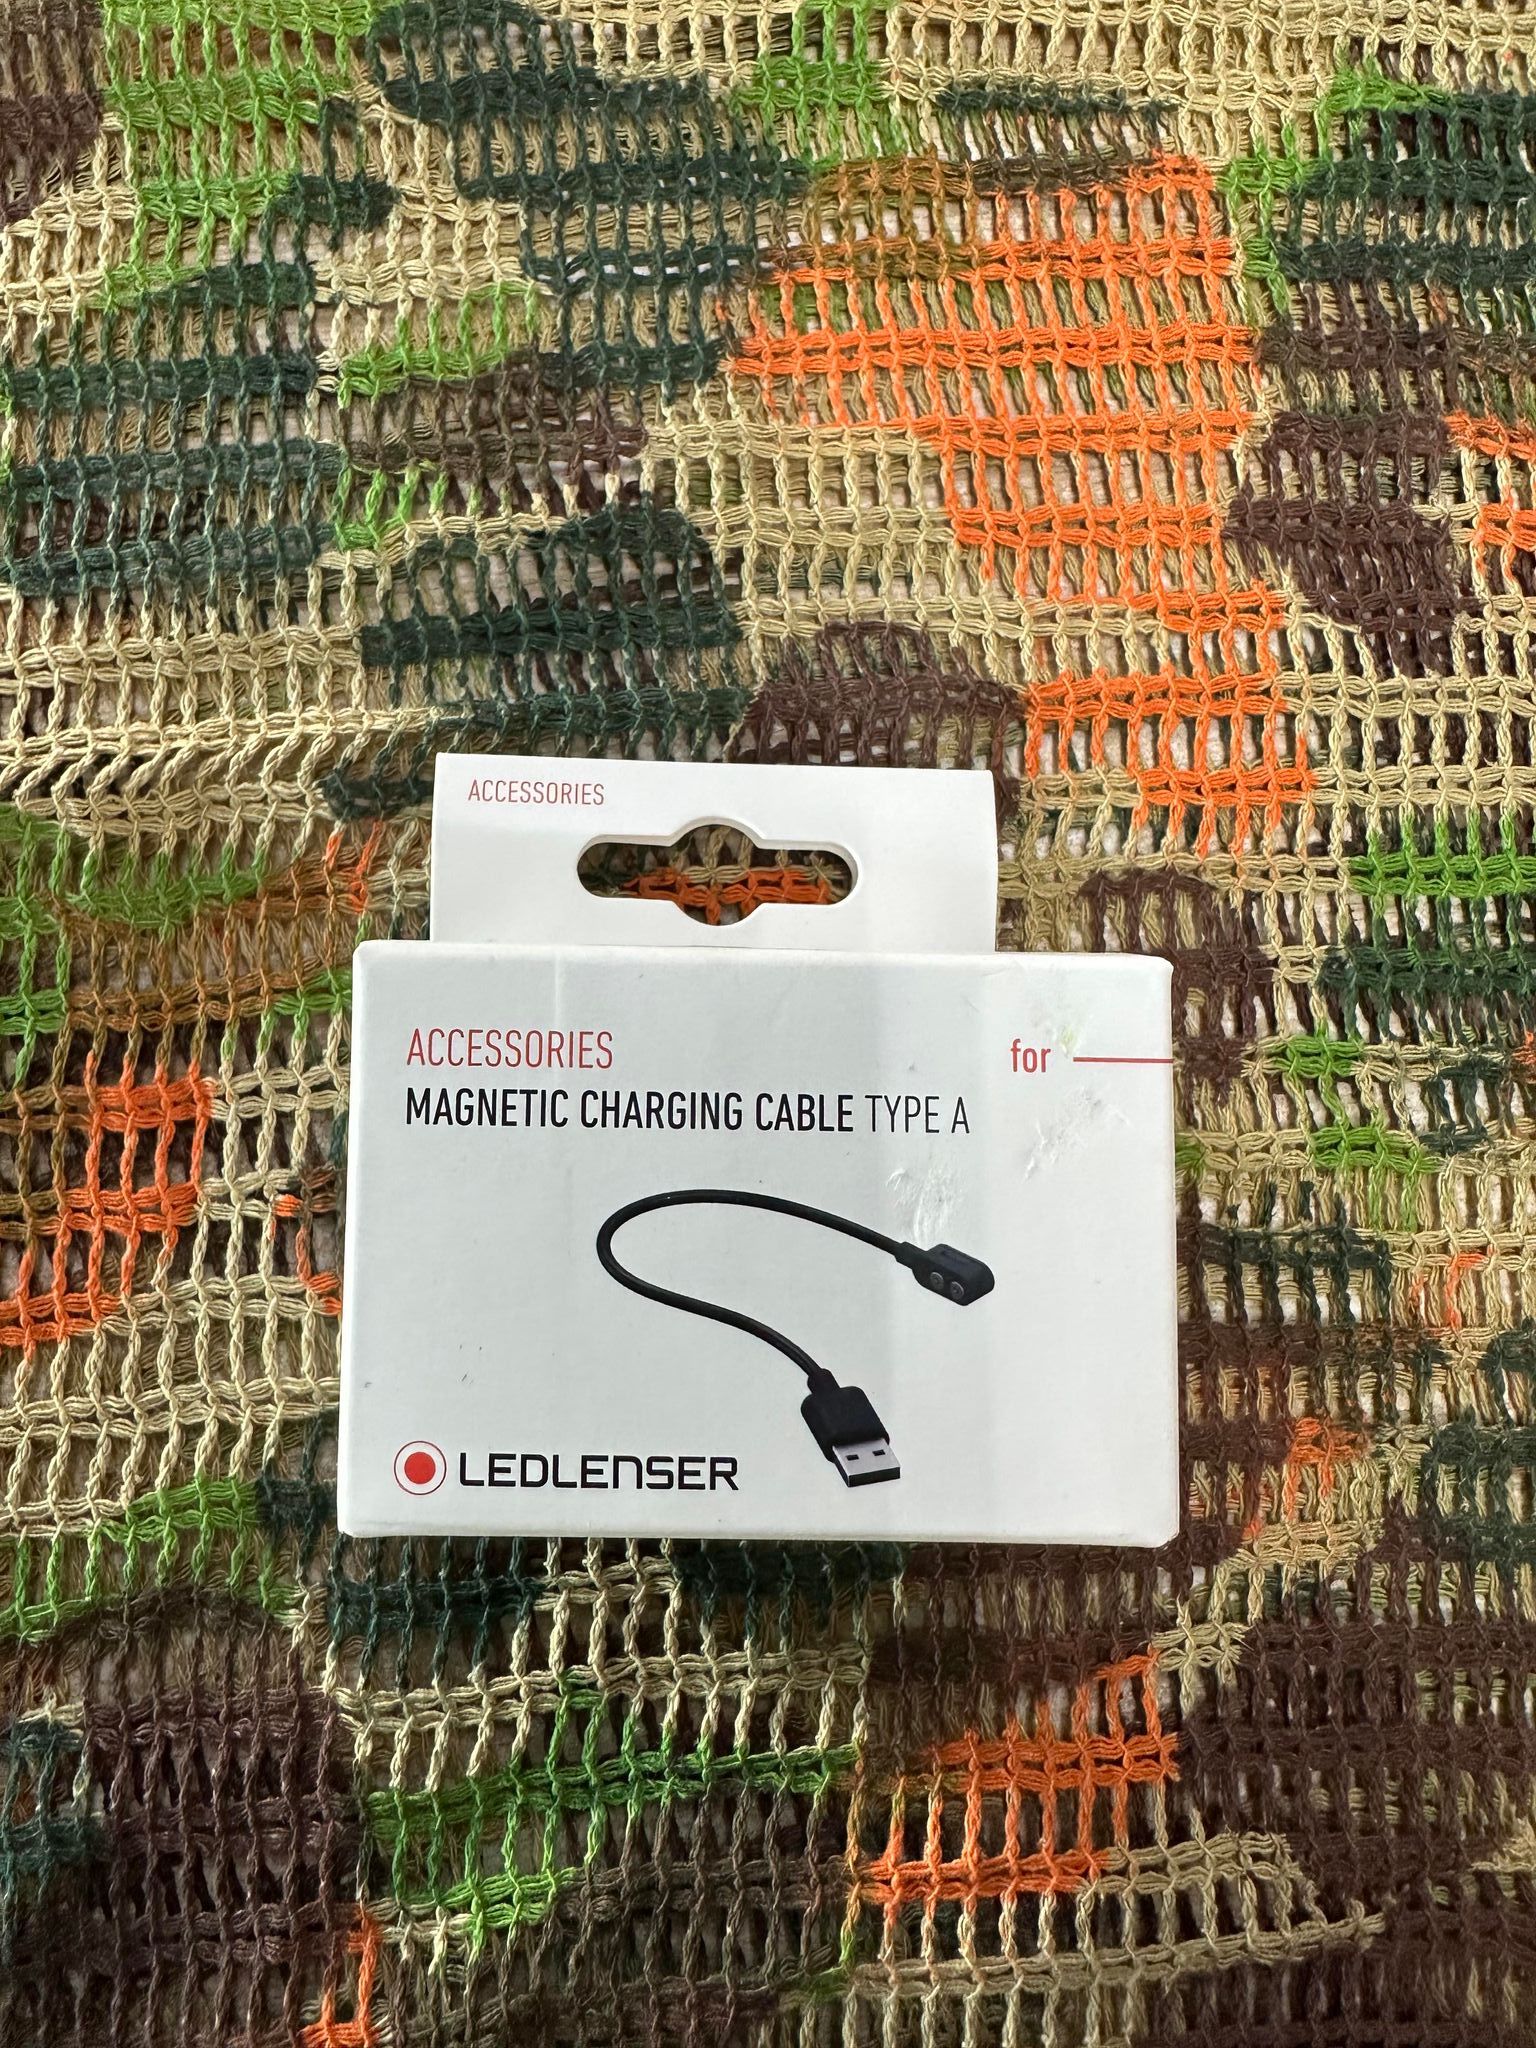 ACCESSORIES
ACCESSORIES
for
MAGNETIC CHARGING CABLE TYPE A
LEDLENSER